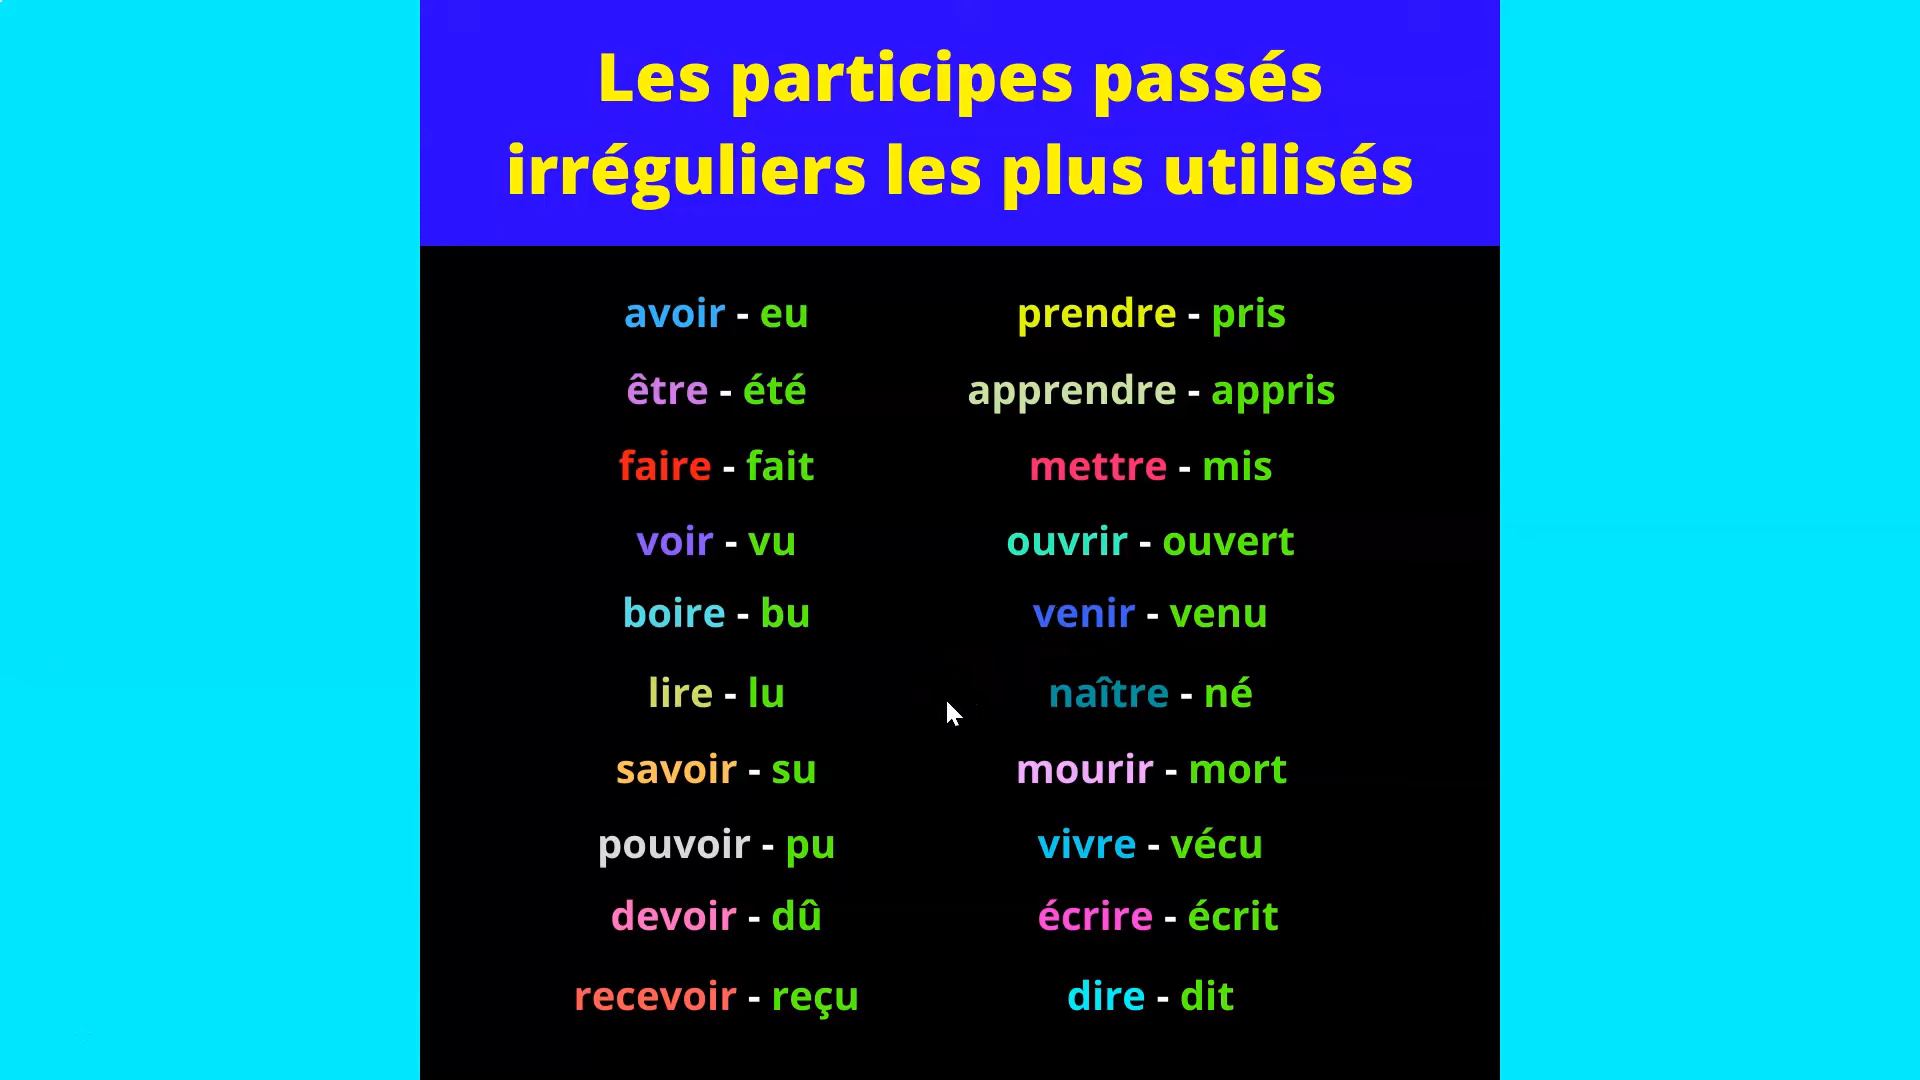 Les participes passés
irréguliers les plus utilisés
avoir - eu
être - été
faire - fait
voir - vu
boire - bu
lire - lu
savoir - su
pouvoir - pu
devoir - dû
recevoir - reçu
prendre - pris
apprendre - appris
mettre - mis
ouvrir - ouvert
venir - venu
naître - né
mourir - mort
vivre - vécu
écrire - écrit
dire - dit